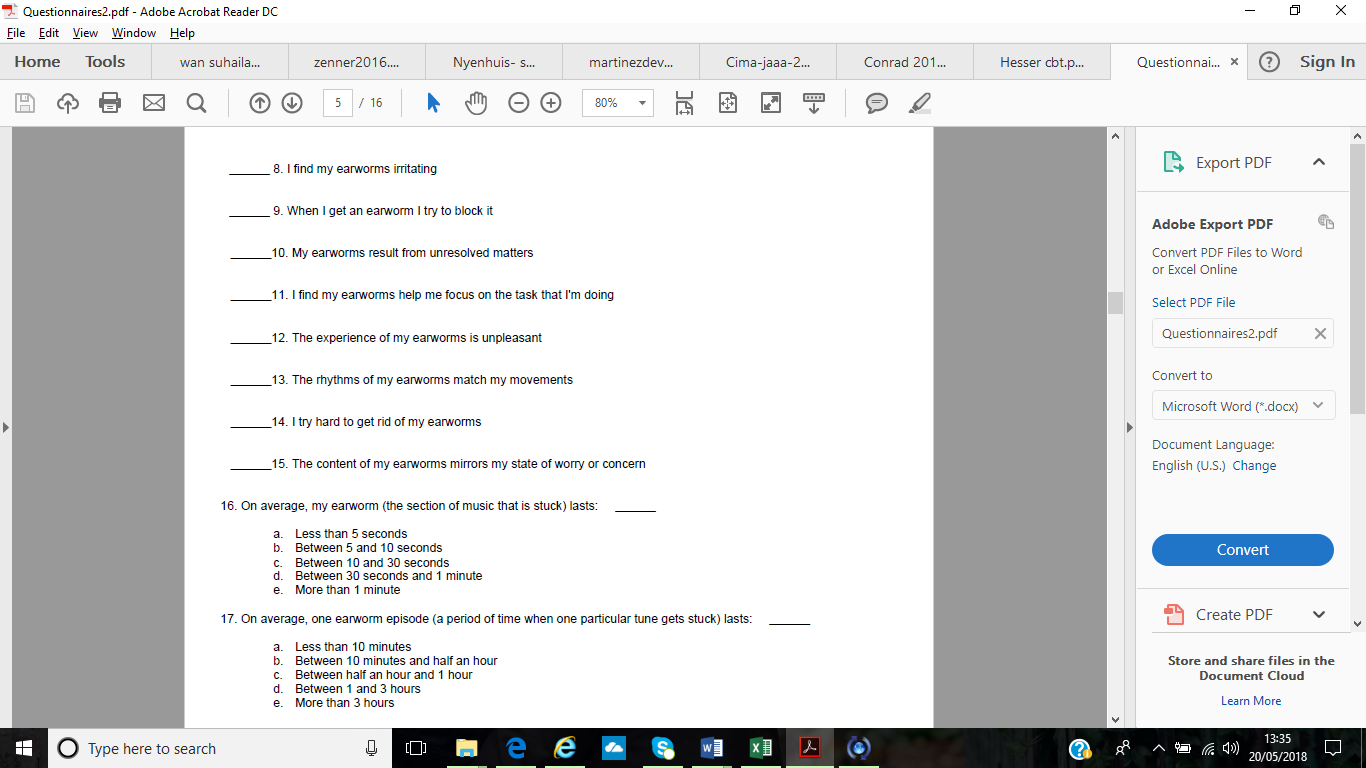 Questionnaires2.pdf - Adobe Acrobat Reader DC
File Edit View Window Help
Home Tools wan suhaila... zenner2016.... Nyenhuis- s... martinezdev... Cima-jaaa-2... Conrad 201... Hesser cbt.p... Questionnai... Sign In
5 / 16 80%
______ 8. I find my earworms irritating
______ 9. When I get an earworm I try to block it
______10. My earworms result from unresolved matters
______11. I find my earworms help me focus on the task that I'm doing
______12. The experience of my earworms is unpleasant
______13. The rhythms of my earworms match my movements
______14. I try hard to get rid of my earworms
______15. The content of my earworms mirrors my state of worry or concern
16. On average, my earworm (the section of music that is stuck) lasts: ______
a. Less than 5 seconds
b. Between 5 and 10 seconds
c. Between 10 and 30 seconds
d. Between 30 seconds and 1 minute
e. More than 1 minute
17. On average, one earworm episode (a period of time when one particular tune gets stuck) lasts: ______
a. Less than 10 minutes
b. Between 10 minutes and half an hour
c. Between half an hour and 1 hour
d. Between 1 and 3 hours
e. More than 3 hours
Export PDF
Adobe Export PDF
Convert PDF Files to Word
or Excel Online
Select PDF File
Questionnaires2.pdf
Convert to
Microsoft Word (*.docx)
Document Language:
English (U.S.) Change
Convert
Create PDF
Store and share files in the
Document Cloud
Learn More
Type here to search
13:35
20/05/2018